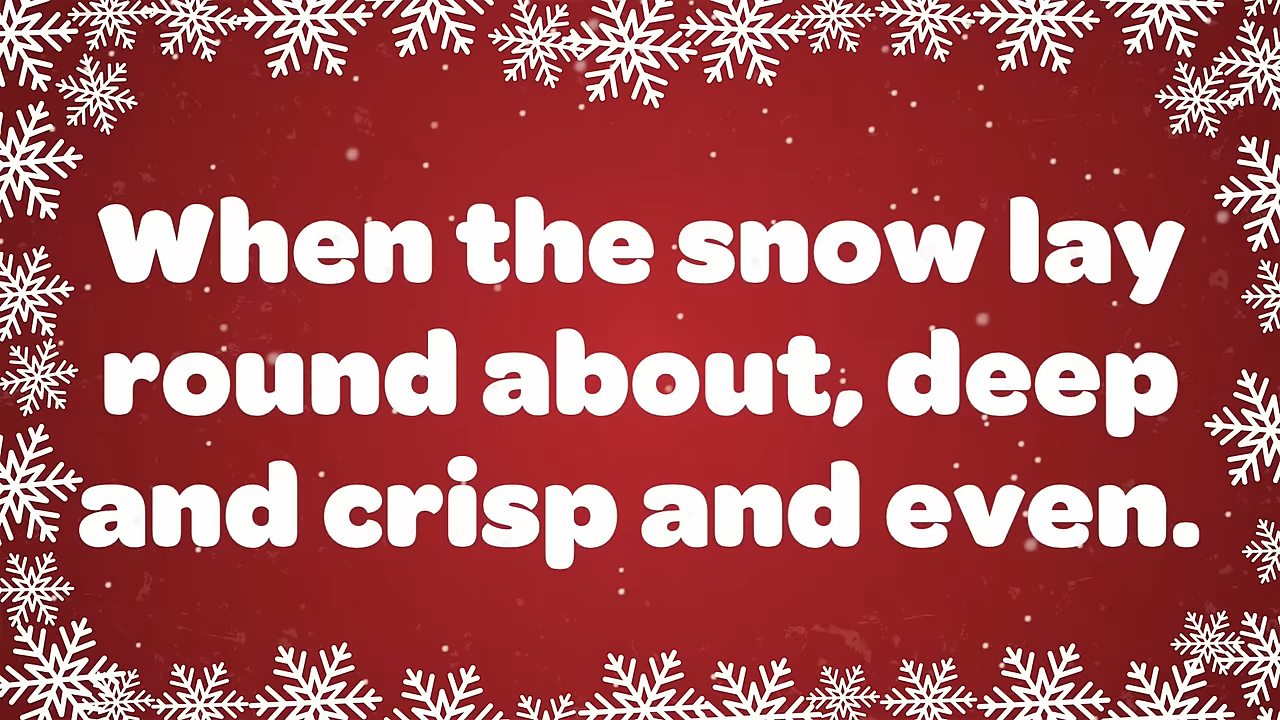 When the snow lay
round about, deep
and crisp and even.